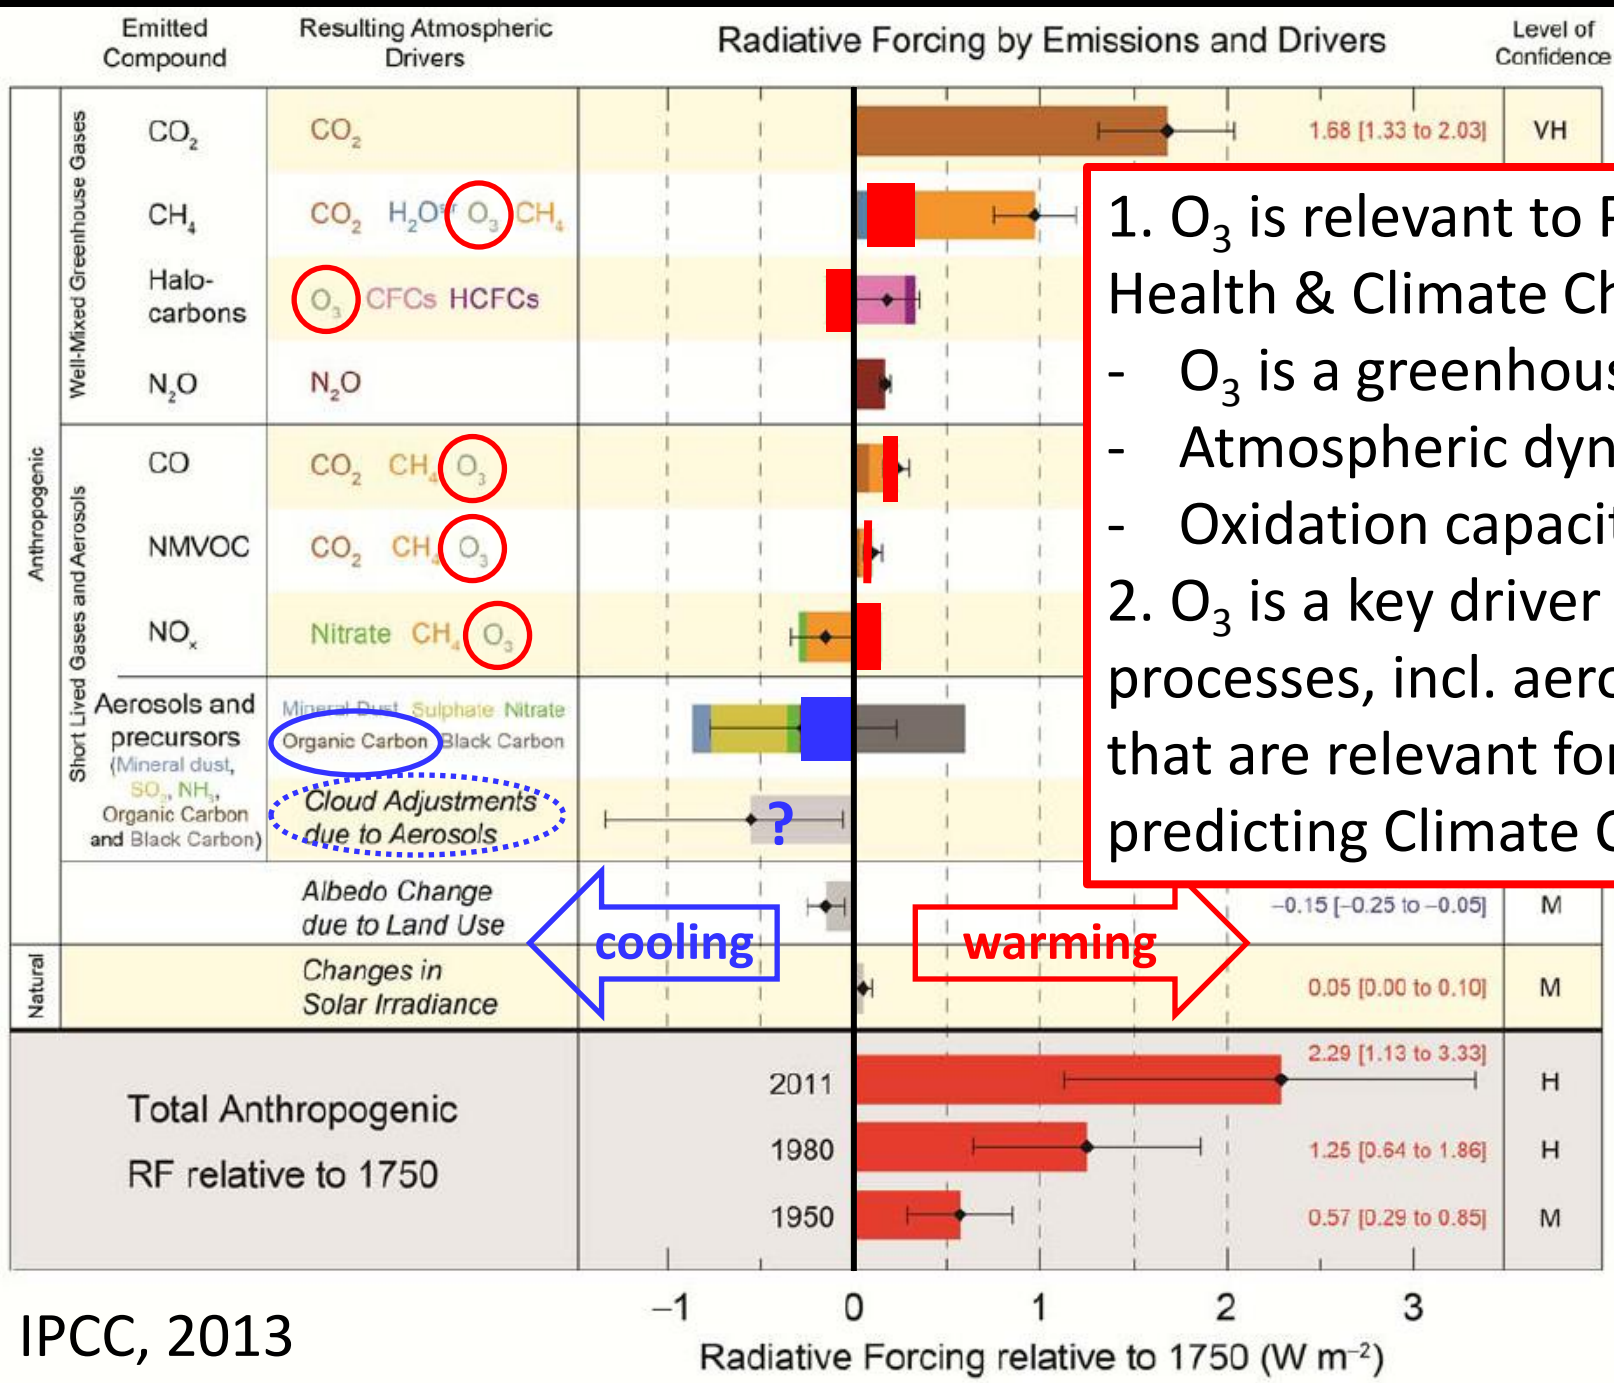 Emitted Compound
Resulting Atmospheric Drivers
Radiative Forcing by Emissions and Drivers
Level of Confidence
Anthropogenic
Well-Mixed Greenhouse Gases
CO₂
CO₂
1.68 [1.33 to 2.03]
VH
CH₄
CO₂ H₂O O₃ CH₄
Halo-
carbons
O₃ CFCs HCFCs
N₂O
N₂O
Short Lived Gases and Aerosols
CO
CO₂ CH₄ O₃
NMVOC
CO₂ CH₄ O₃
NOₓ
Nitrate CH₄ O₃
Aerosols and
precursors
(Mineral dust,
SO₂, NH₃,
Organic Carbon
and Black Carbon)
Mineral Dust Sulphate Nitrate
Organic Carbon Black Carbon
Cloud Adjustments
due to Aerosols
?
1. O₃ is relevant to
Health & Climate
- O₃ is a
- Atmospheric
- Oxidation
2. O₃ is a key driver
processes, incl.
that are relevant for
predicting Climate
Albedo Change
due to Land Use
−0.15 [−0.25 to −0.05]
M
cooling
warming
Natural
Changes in
Solar Irradiance
0.05 [0.00 to 0.10]
M
Total Anthropogenic
RF relative to 1750
2011
2.29 [1.13 to 3.33]
H
1980
1.25 [0.64 to 1.86]
H
1950
0.57 [0.29 to 0.85]
M
−1 0 1 2 3
Radiative Forcing relative to 1750 (W m⁻²)
IPCC, 2013